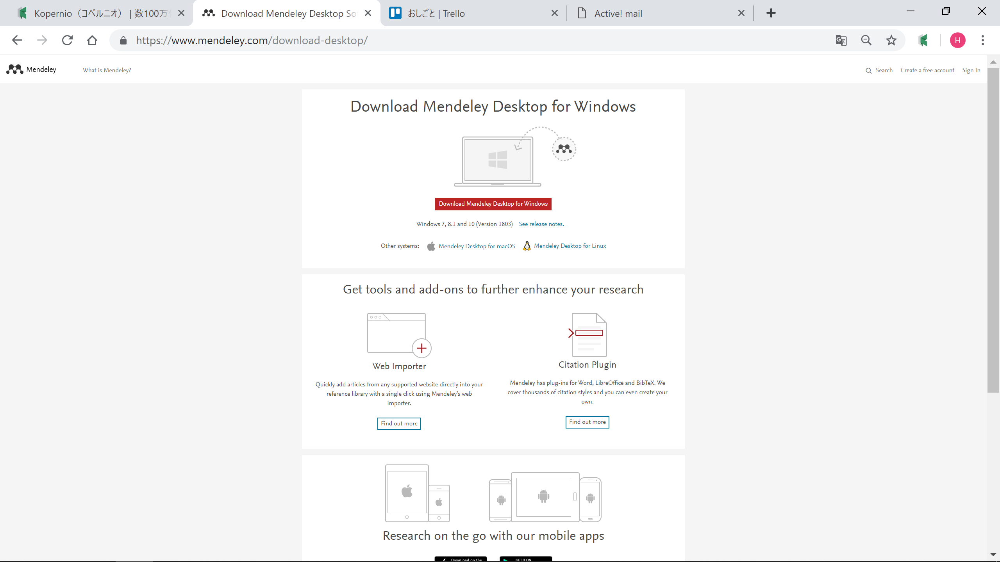 Kopernio（コペルニオ） | 数100万
Download Mendeley Desktop So
おしごと | Trello
Active! mail
https://www.mendeley.com/download-desktop/
H
Mendeley
What is Mendeley?
Search
Create a free account
Sign In
Download Mendeley Desktop for Windows
Download Mendeley Desktop for Windows
Windows 7, 8.1 and 10 (Version 1803) See release notes.
Other systems: Mendeley Desktop for macOS Mendeley Desktop for Linux
Get tools and add-ons to further enhance your research
Web Importer
Quickly add articles from any supported website directly into your
reference library with a single click using Mendeley’s web
importer.
Find out more
Citation Plugin
Mendeley has plug-ins for Word, LibreOffice and BibTeX. We
cover thousands of citation styles and you can even create your
own.
Find out more
Research on the go with our mobile apps
Download on the
GET IT ON